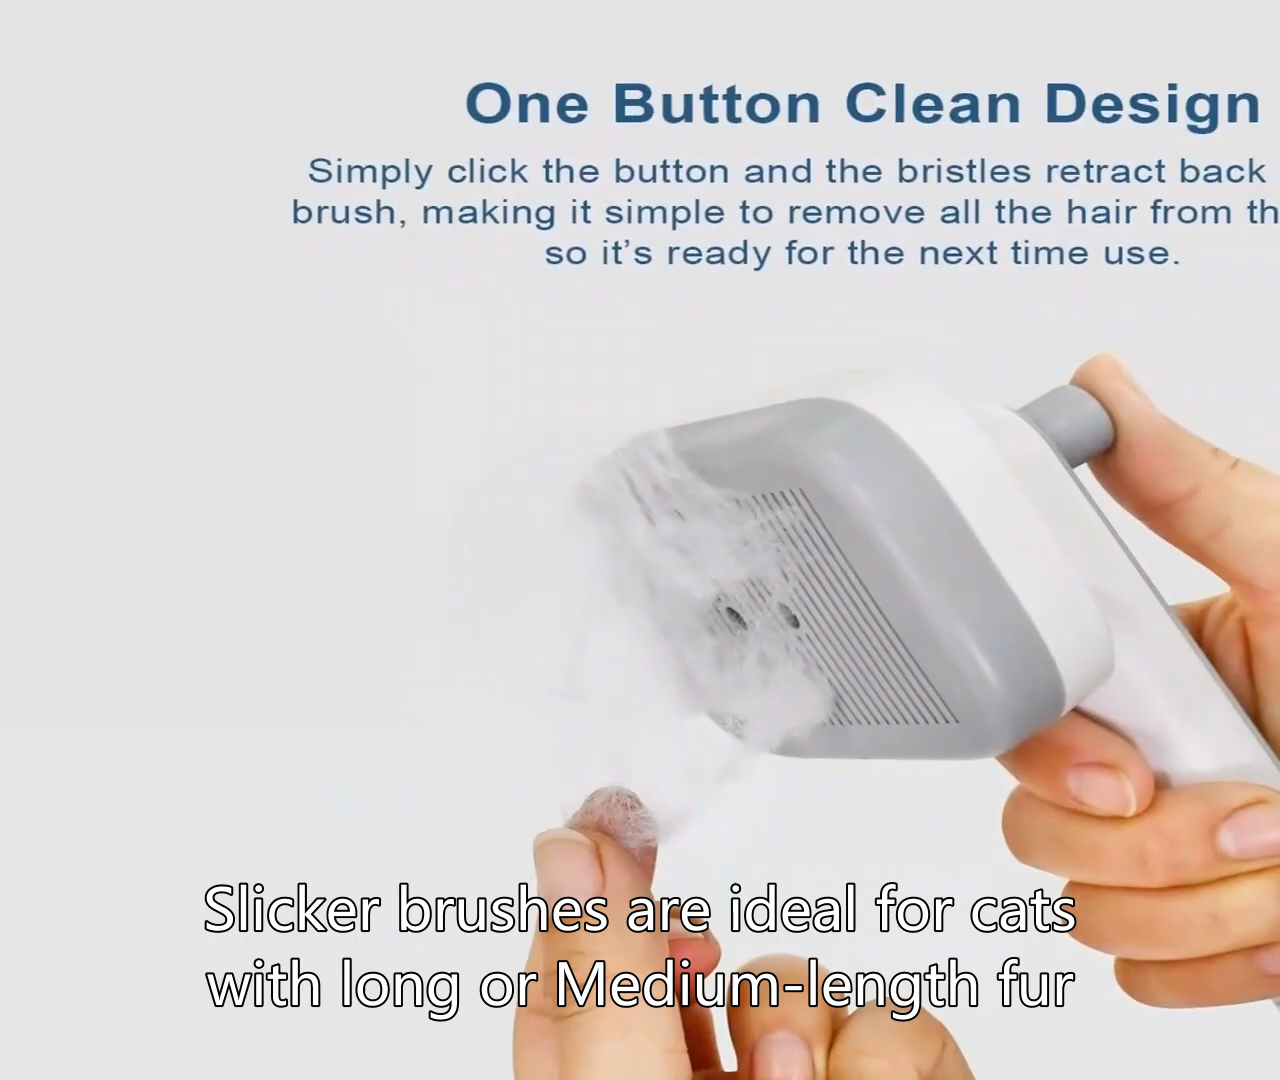 One Button Clean Design
Simply click the button and the bristles retract back
brush, making it simple to remove all the hair from
so it’s ready for the next time use.
Slicker brushes are ideal for cats
with long or Medium-length fur